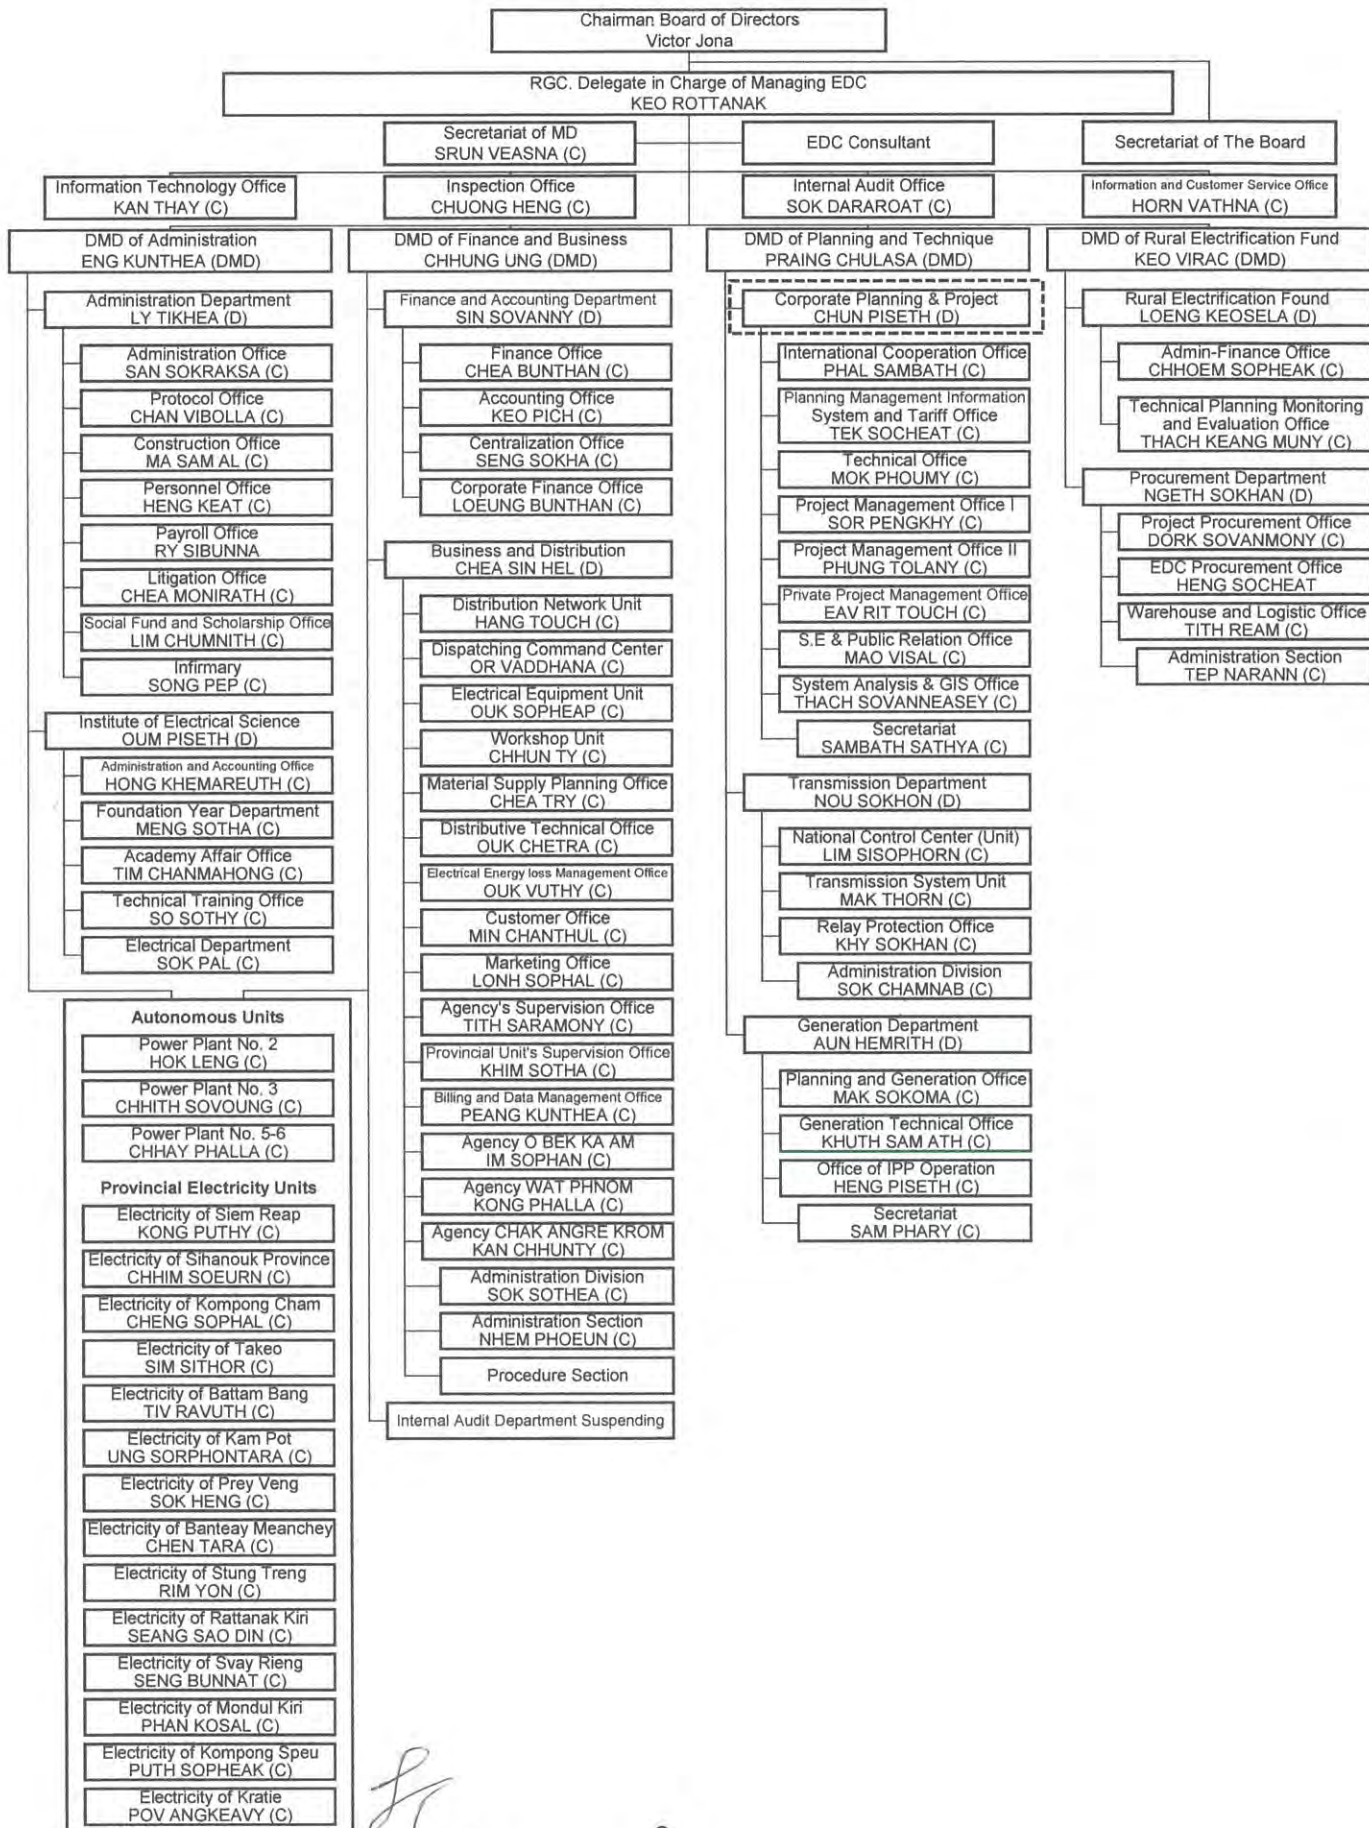 Chairman Board of Directors
Victor Jona
RGC. Delegate in Charge of Managing EDC
KEO ROTTANAK
Secretariat of MD
SRUN VEASNA (C)
EDC Consultant
Secretariat of The Board
Information Technology Office
KAN THAY (C)
Inspection Office
CHUONG HENG (C)
Internal Audit Office
SOK DARAROAT (C)
Information and Customer Service Office
HORN VATHNA (C)
DMD of Administration
ENG KUNTHEA (DMD)
Administration Department
LY TIKHEA (D)
Administration Office
SAN SOKRAKSA (C)
Protocol Office
CHAN VIBOLLA (C)
Construction Office
MA SAM AL (C)
Personnel Office
HENG KEAT (C)
Payroll Office
RY SIBUNNA
Litigation Office
CHEA MONIRATH (C)
Social Fund and Scholarship Office
LIM CHUMNITH (C)
Infirmary
SONG PEP (C)
Institute of Electrical Science
OUM PISETH (D)
Administration and Accounting Office
HONG KHEMAREUTH (C)
Foundation Year Department
MENG SOTHA (C)
Academy Affair Office
TIM CHANMAHONG (C)
Technical Training Office
SO SOTHY (C)
Electrical Department
SOK PAL (C)
Autonomous Units
Power Plant No. 2
HOK LENG (C)
Power Plant No. 3
CHHITH SOVOUNG (C)
Power Plant No. 5-6
CHHAY PHALLA (C)
Provincial Electricity Units
Electricity of Siem Reap
KONG PUTHY (C)
Electricity of Sihanouk Province
CHHIM SOEURN (C)
Electricity of Kompong Cham
CHENG SOPHAL (C)
Electricity of Takeo
SIM SITHOR (C)
Electricity of Battam Bang
TIV RAVUTH (C)
Electricity of Kam Pot
UNG SORPHONTARA (C)
Electricity of Prey Veng
SOK HENG (C)
Electricity of Banteay Meanchey
CHEN TARA (C)
Electricity of Stung Treng
RIM YON (C)
Electricity of Rattanak Kiri
SEANG SAO DIN (C)
Electricity of Svay Rieng
SENG BUNNAT (C)
Electricity of Mondul Kiri
PHAN KOSAL (C)
Electricity of Kompong Speu
PUTH SOPHEAK (C)
Electricity of Kratie
POV ANGKEAVY (C)
DMD of Finance and Business
CHHUNG UNG (DMD)
Finance and Accounting Department
SIN SOVANNY (D)
Finance Office
CHEA BUNTHAN (C)
Accounting Office
KEO PICH (C)
Centralization Office
SENG SOKHA (C)
Corporate Finance Office
LOEUNG BUNTHAN (C)
Business and Distribution
CHEA SIN HEL (D)
Distribution Network Unit
HANG TOUCH (C)
Dispatching Command Center
OR VADDHANA (C)
Electrical Equipment Unit
OUK SOPHEAP (C)
Workshop Unit
CHHUN TY (C)
Material Supply Planning Office
CHEA TRY (C)
Distributive Technical Office
OUK CHETRA (C)
Electrical Energy loss Management Office
OUK VUTHY (C)
Customer Office
MIN CHANTHUL (C)
Marketing Office
LONH SOPHAL (C)
Agency's Supervision Office
TITH SARAMONY (C)
Provincial Unit's Supervision Office
KHIM SOTHA (C)
Billing and Data Management Office
PEANG KUNTHEA (C)
Agency O BEK KA AM
IM SOPHAN (C)
Agency WAT PHNOM
KONG PHALLA (C)
Agency CHAK ANGRE KROM
KAN CHHUNTY (C)
Administration Division
SOK SOTHEA (C)
Administration Section
NHEM PHOEUN (C)
Procedure Section
Internal Audit Department Suspending
DMD of Planning and Technique
PRAING CHULASA (DMD)
Corporate Planning & Project
CHUN PISETH (D)
International Cooperation Office
PHAL SAMBATH (C)
Planning Management Information
System and Tariff Office
TEK SOCHEAT (C)
Technical Office
MOK PHOUMY (C)
Project Management Office I
SOR PENGKHY (C)
Project Management Office II
PHUNG TOLANY (C)
Private Project Management Office
EAV RIT TOUCH (C)
S.E & Public Relation Office
MAO VISAL (C)
System Analysis & GIS Office
THACH SOVANNEASEY (C)
Secretariat
SAMBATH SATHYA (C)
Transmission Department
NOU SOKHON (D)
National Control Center (Unit)
LIM SISOPHORN (C)
Transmission System Unit
MAK THORN (C)
Relay Protection Office
KHY SOKHAN (C)
Administration Division
SOK CHAMNAB (C)
Generation Department
AUN HEMRITH (D)
Planning and Generation Office
MAK SOKOMA (C)
Generation Technical Office
KHUTH SAM ATH (C)
Office of IPP Operation
HENG PISETH (C)
Secretariat
SAM PHARY (C)
DMD of Rural Electrification Fund
KEO VIRAC (DMD)
Rural Electrification Found
LOENG KEOSELA (D)
Admin-Finance Office
CHHOEM SOPHEAK (C)
Technical Planning Monitoring
and Evaluation Office
THACH KEANG MUNY (C)
Procurement Department
NGETH SOKHAN (D)
Project Procurement Office
DORK SOVANMONY (C)
EDC Procurement Office
HENG SOCHEAT
Warehouse and Logistic Office
TITH REAM (C)
Administration Section
TEP NARANN (C)